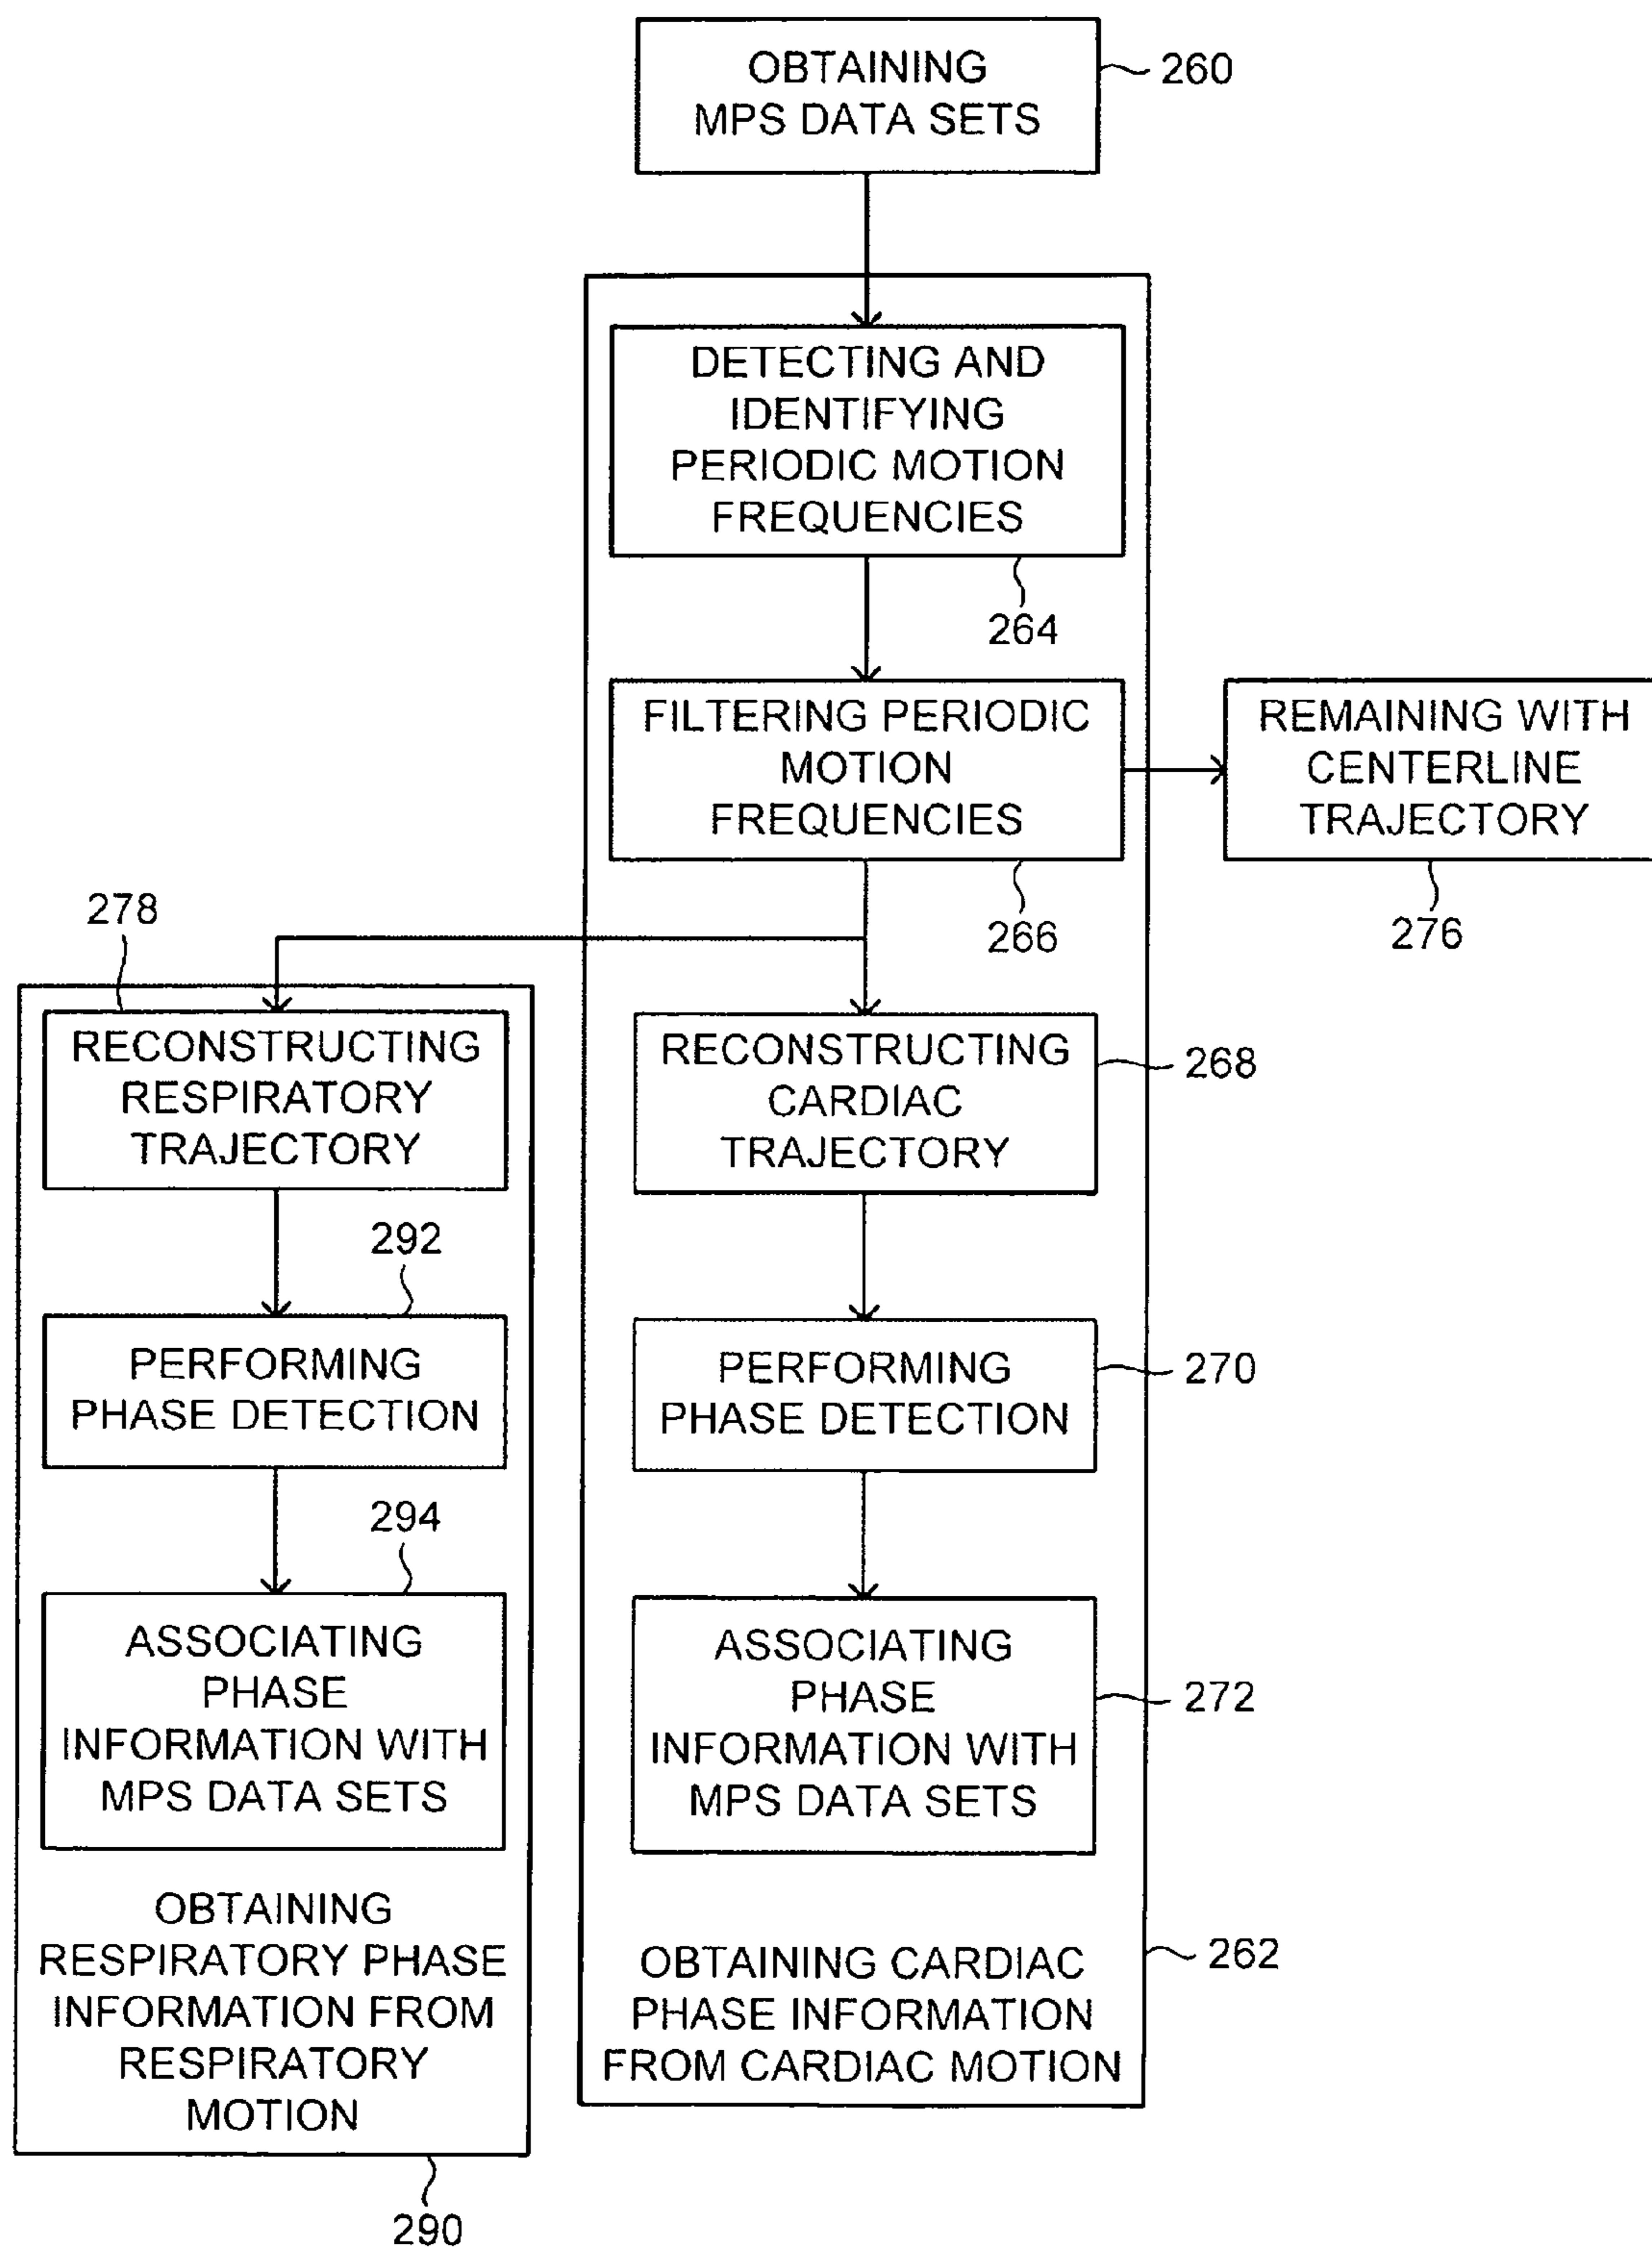 OBTAINING
MPS DATA SETS
260
DETECTING AND
IDENTIFYING
PERIODIC MOTION
FREQUENCIES
264
FILTERING PERIODIC
MOTION
FREQUENCIES
266
REMAINING WITH
CENTERLINE
TRAJECTORY
276
278
RECONSTRUCTING
RESPIRATORY
TRAJECTORY
292
PERFORMING
PHASE DETECTION
294
ASSOCIATING
PHASE
INFORMATION WITH
MPS DATA SETS
OBTAINING
RESPIRATORY PHASE
INFORMATION FROM
RESPIRATORY
MOTION
290
RECONSTRUCTING
CARDIAC
TRAJECTORY
268
PERFORMING
PHASE DETECTION
270
ASSOCIATING
PHASE
INFORMATION WITH
MPS DATA SETS
272
OBTAINING CARDIAC
PHASE INFORMATION
FROM CARDIAC MOTION
262